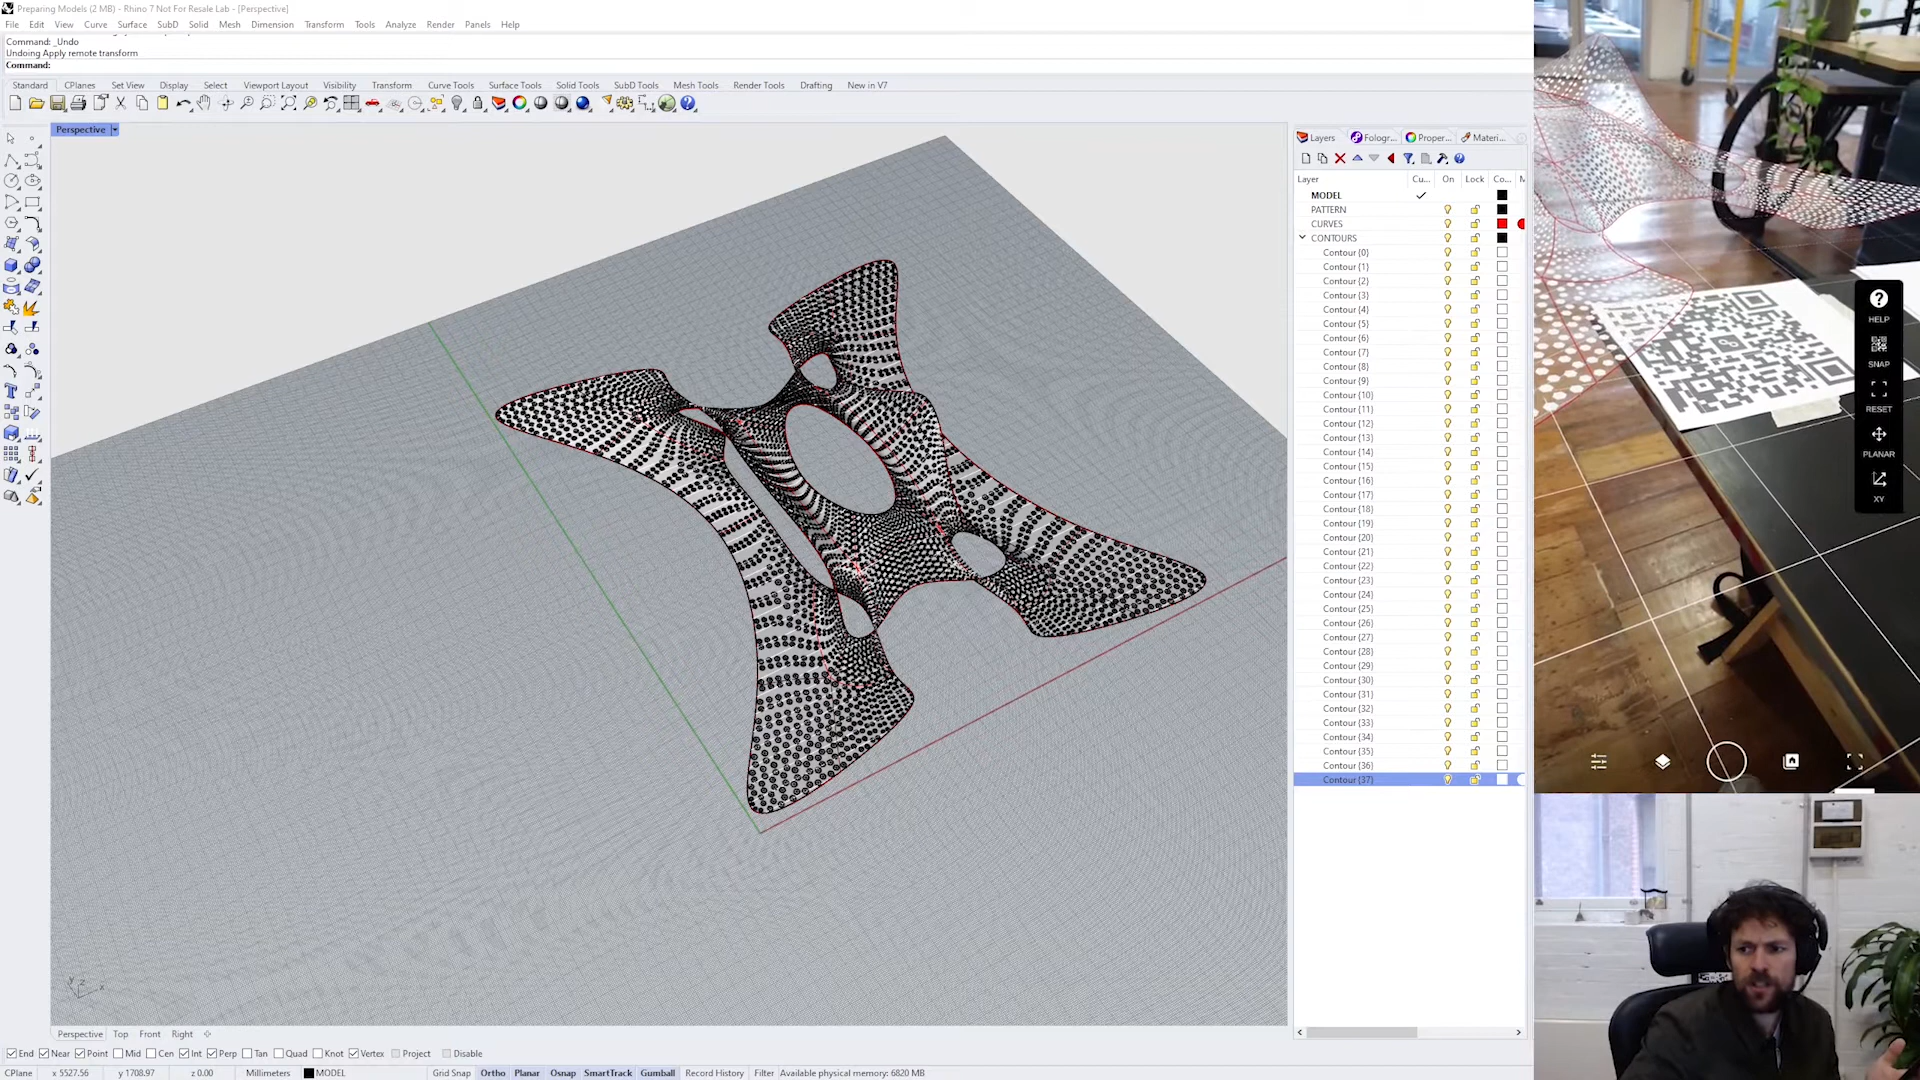 Preparing Models (2 MB) - Rhino 7 Not For Resale Lab - [Perspective]
File Edit View Curve Surface SubD Solid Mesh Dimension Transform Tools Analyze Render Panels Help
Command: _Undo
Undoing Apply remote transform
Command:
Standard CPlanes Set View Display Select Viewport Layout Visibility Transform Curve Tools Surface Tools Solid Tools SubD Tools Mesh Tools Render Tools Drafting New in V7
Perspective
Layers Fologr... Proper... Materi...
Layer Cu... On Lock Co... M
MODEL
PATTERN
CURVES
CONTOURS
Contour {0}
Contour {1}
Contour {2}
Contour {3}
Contour {4}
Contour {5}
Contour {6}
Contour {7}
Contour {8}
Contour {9}
Contour {10}
Contour {11}
Contour {12}
Contour {13}
Contour {14}
Contour {15}
Contour {16}
Contour {17}
Contour {18}
Contour {19}
Contour {20}
Contour {21}
Contour {22}
Contour {23}
Contour {24}
Contour {25}
Contour {26}
Contour {27}
Contour {28}
Contour {29}
Contour {30}
Contour {31}
Contour {32}
Contour {33}
Contour {34}
Contour {35}
Contour {36}
Contour {37}
HELP
SNAP
RESET
PLANAR
XY
y z x
Perspective Top Front Right
End Near Point Mid Cen Int Perp Tan Quad Knot Vertex Project Disable
CPlane x 5527.56 y 1708.97 z 0.00 Millimeters MODEL Grid Snap Ortho Planar Osnap SmartTrack Gumball Record History Filter Available physical memory: 6820 MB